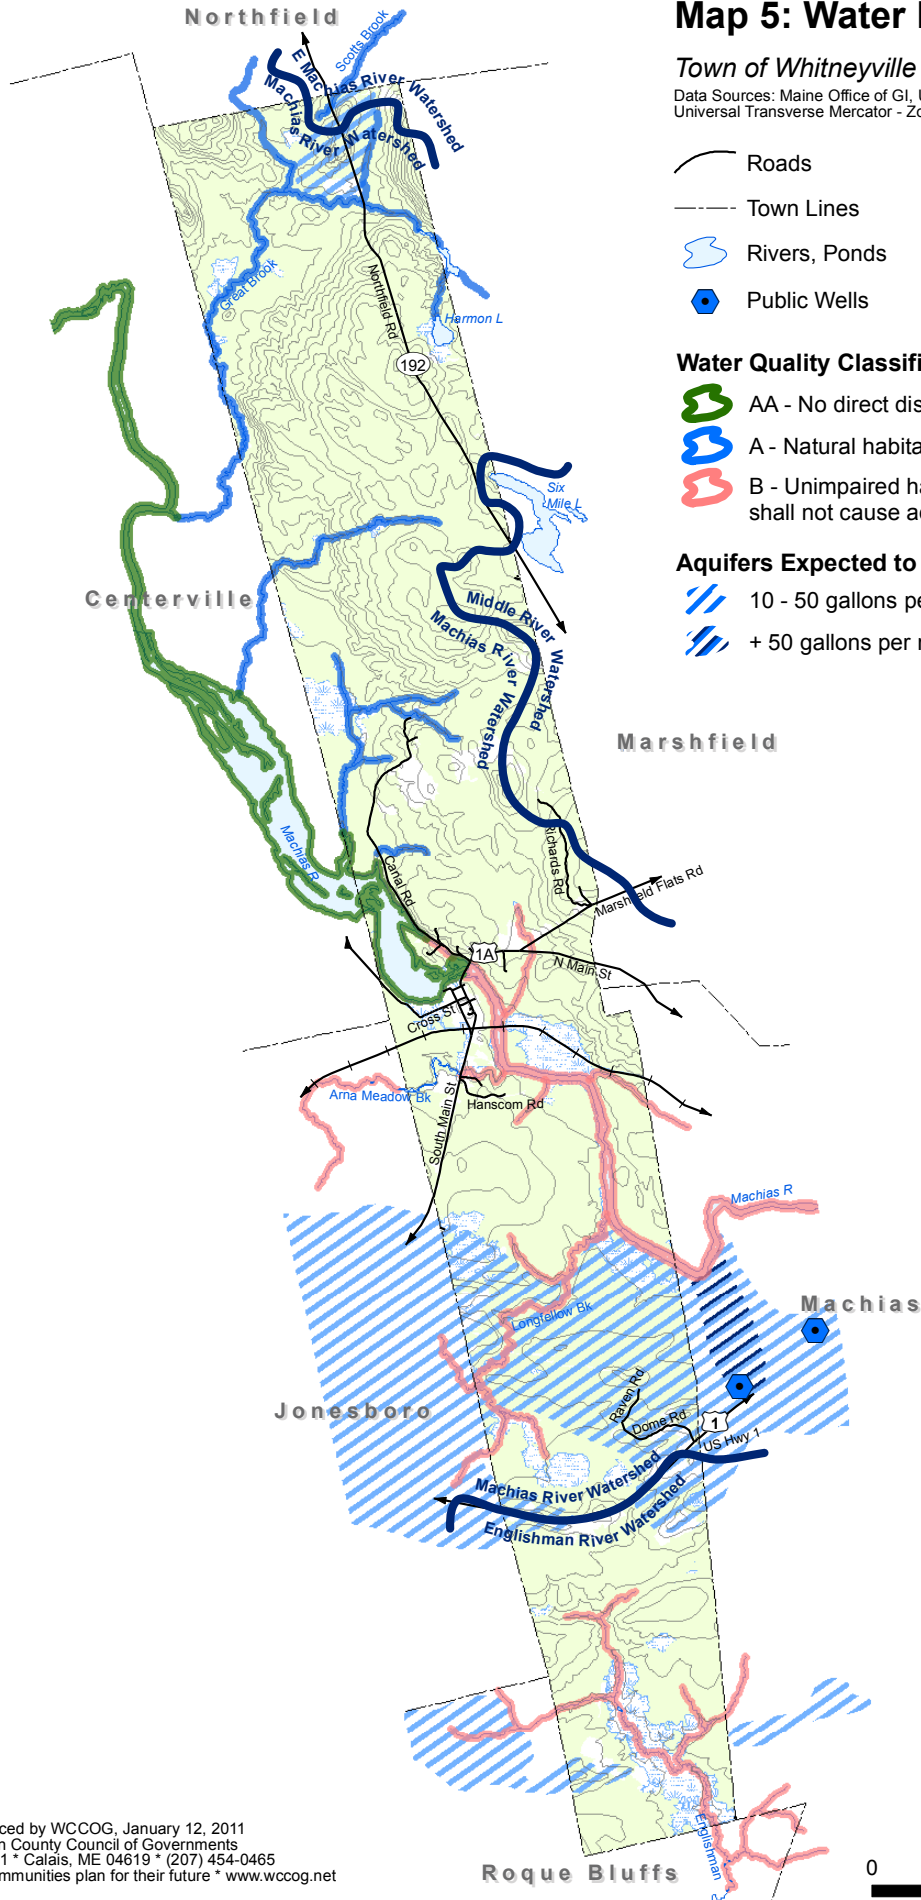 Northfield
Map 5: Water
Town of Whitneyville
Data Sources: Maine Office of GI,
Universal Transverse Mercator - Zo
Roads
Town Lines
Rivers, Ponds
Public Wells
Water Quality Classifi
AA - No direct dis
A - Natural habita
B - Unimpaired ha
shall not cause a
Aquifers Expected to
10 - 50 gallons pe
+ 50 gallons per
Scotts Brook
E Machias River Watershed
Machias River Watershed
Great Brook
Northfield Rd
Harmon L
192
Six
Mile L
Centerville
Middle River Watershed
Machias River Watershed
Marshfield
Machias R
Canal Rd
Richards Rd
Marshfield Flats Rd
1A
N Main St
Cross St
Arna Meadow Bk
South Main St
Hanscom Rd
Machias R
Machias
Longfellow Bk
Jonesboro
Raven Rd
Dome Rd
1
US Hwy 1
Machias River Watershed
Englishman River Watershed
Englishman
Roque Bluffs
ced by WCCOG, January 12, 2011
n County Council of Governments
1 * Calais, ME 04619 * (207) 454-0465
mmunities plan for their future * www.wccog.net
0